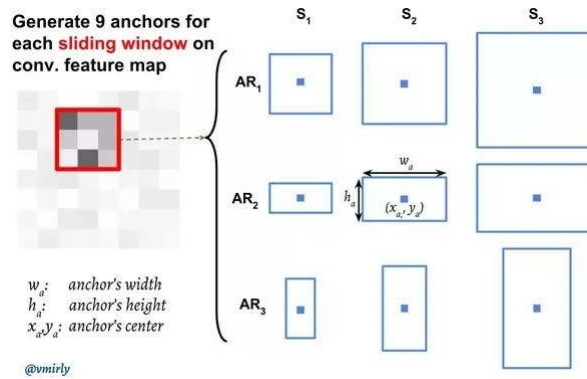 Generate 9 anchors for
each sliding window on
conv. feature map
S1 S2 S3
AR1
AR2
wa
ha
(xa, ya)
AR3
wa: anchor's width
ha: anchor's height
xa,ya: anchor's center
@vmirly